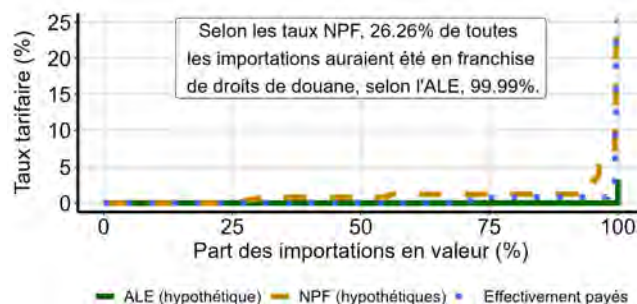 Selon les taux NPF, 26.26% de toutes
les importations auraient été en franchise
de droits de douane, selon l'ALE, 99.99%.
Taux tarifaire (%)
25
20
15
10
5
0
0 25 50 75 100
Part des importations en valeur (%)
ALE (hypothétique) NPF (hypothétiques) Effectivement payés